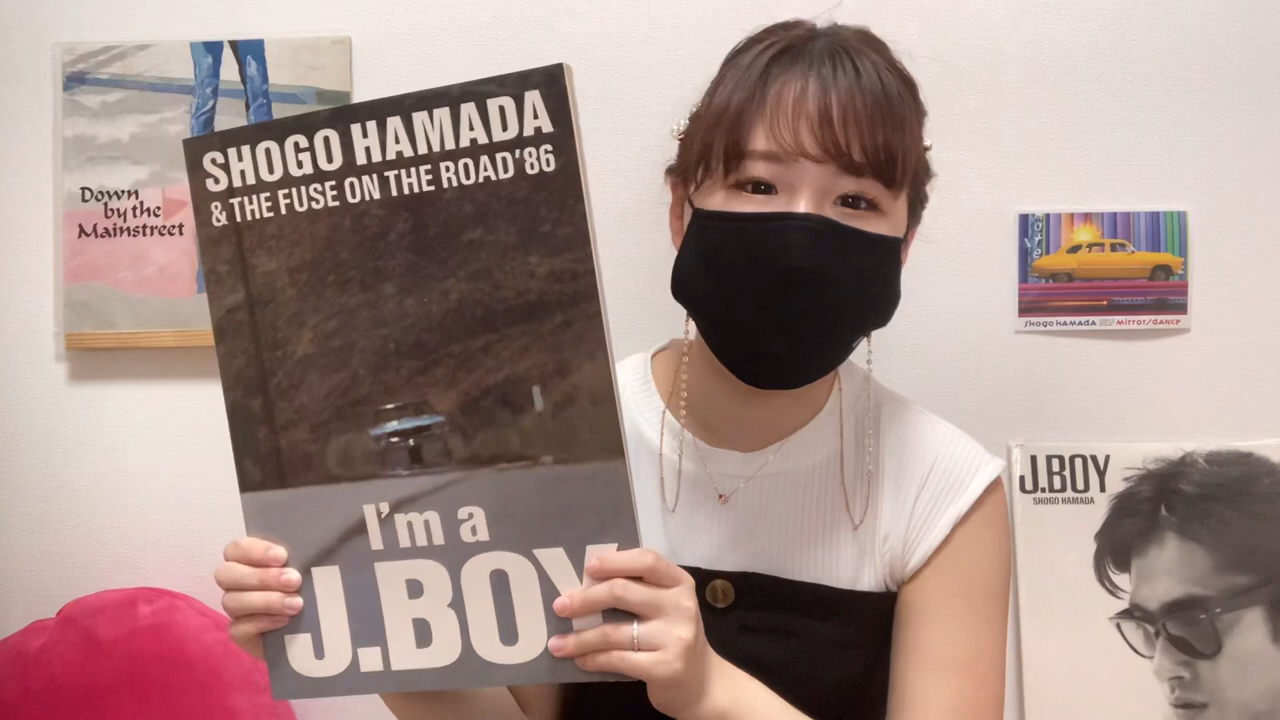 Down
by the
Mainstreet
SHOGO HAMADA
& THE FUSE ON THE ROAD'86
I'm a
J.BOY
SHOGO HAMADA
Mirror/DANCE
J.BOY
SHOGO HAMADA